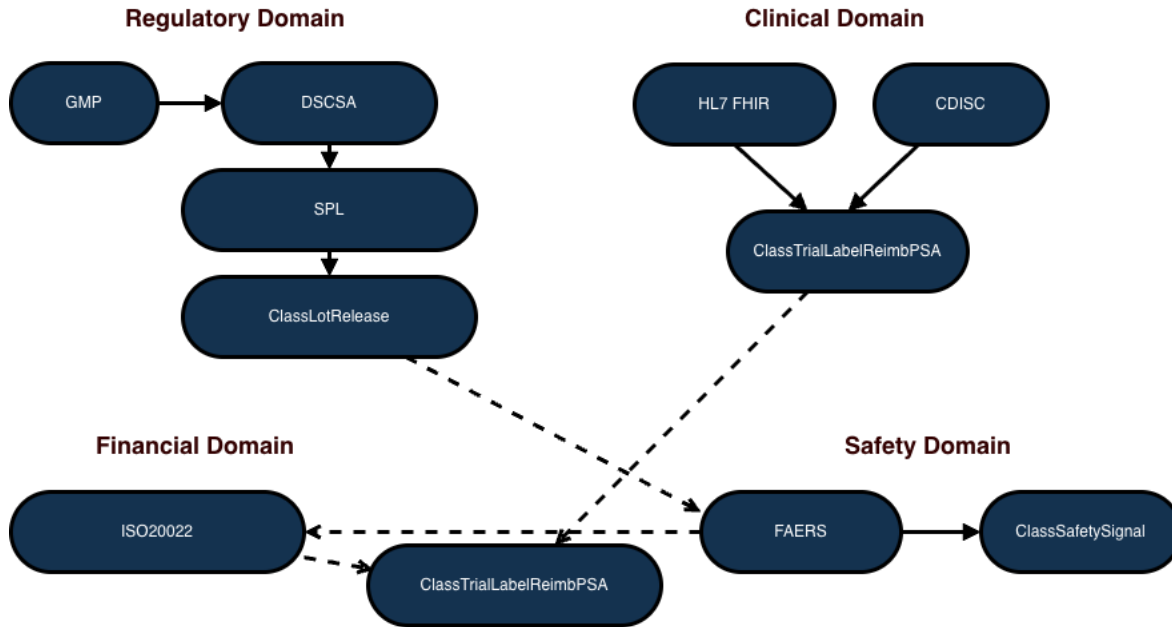 Regulatory Domain
Clinical Domain
GMP
DSCSA
HL7 FHIR
CDISC
SPL
ClassTrialLabelReimbPSA
ClassLotRelease
Financial Domain
Safety Domain
ISO20022
FAERS
ClassSafetySignal
ClassTrialLabelReimbPSA